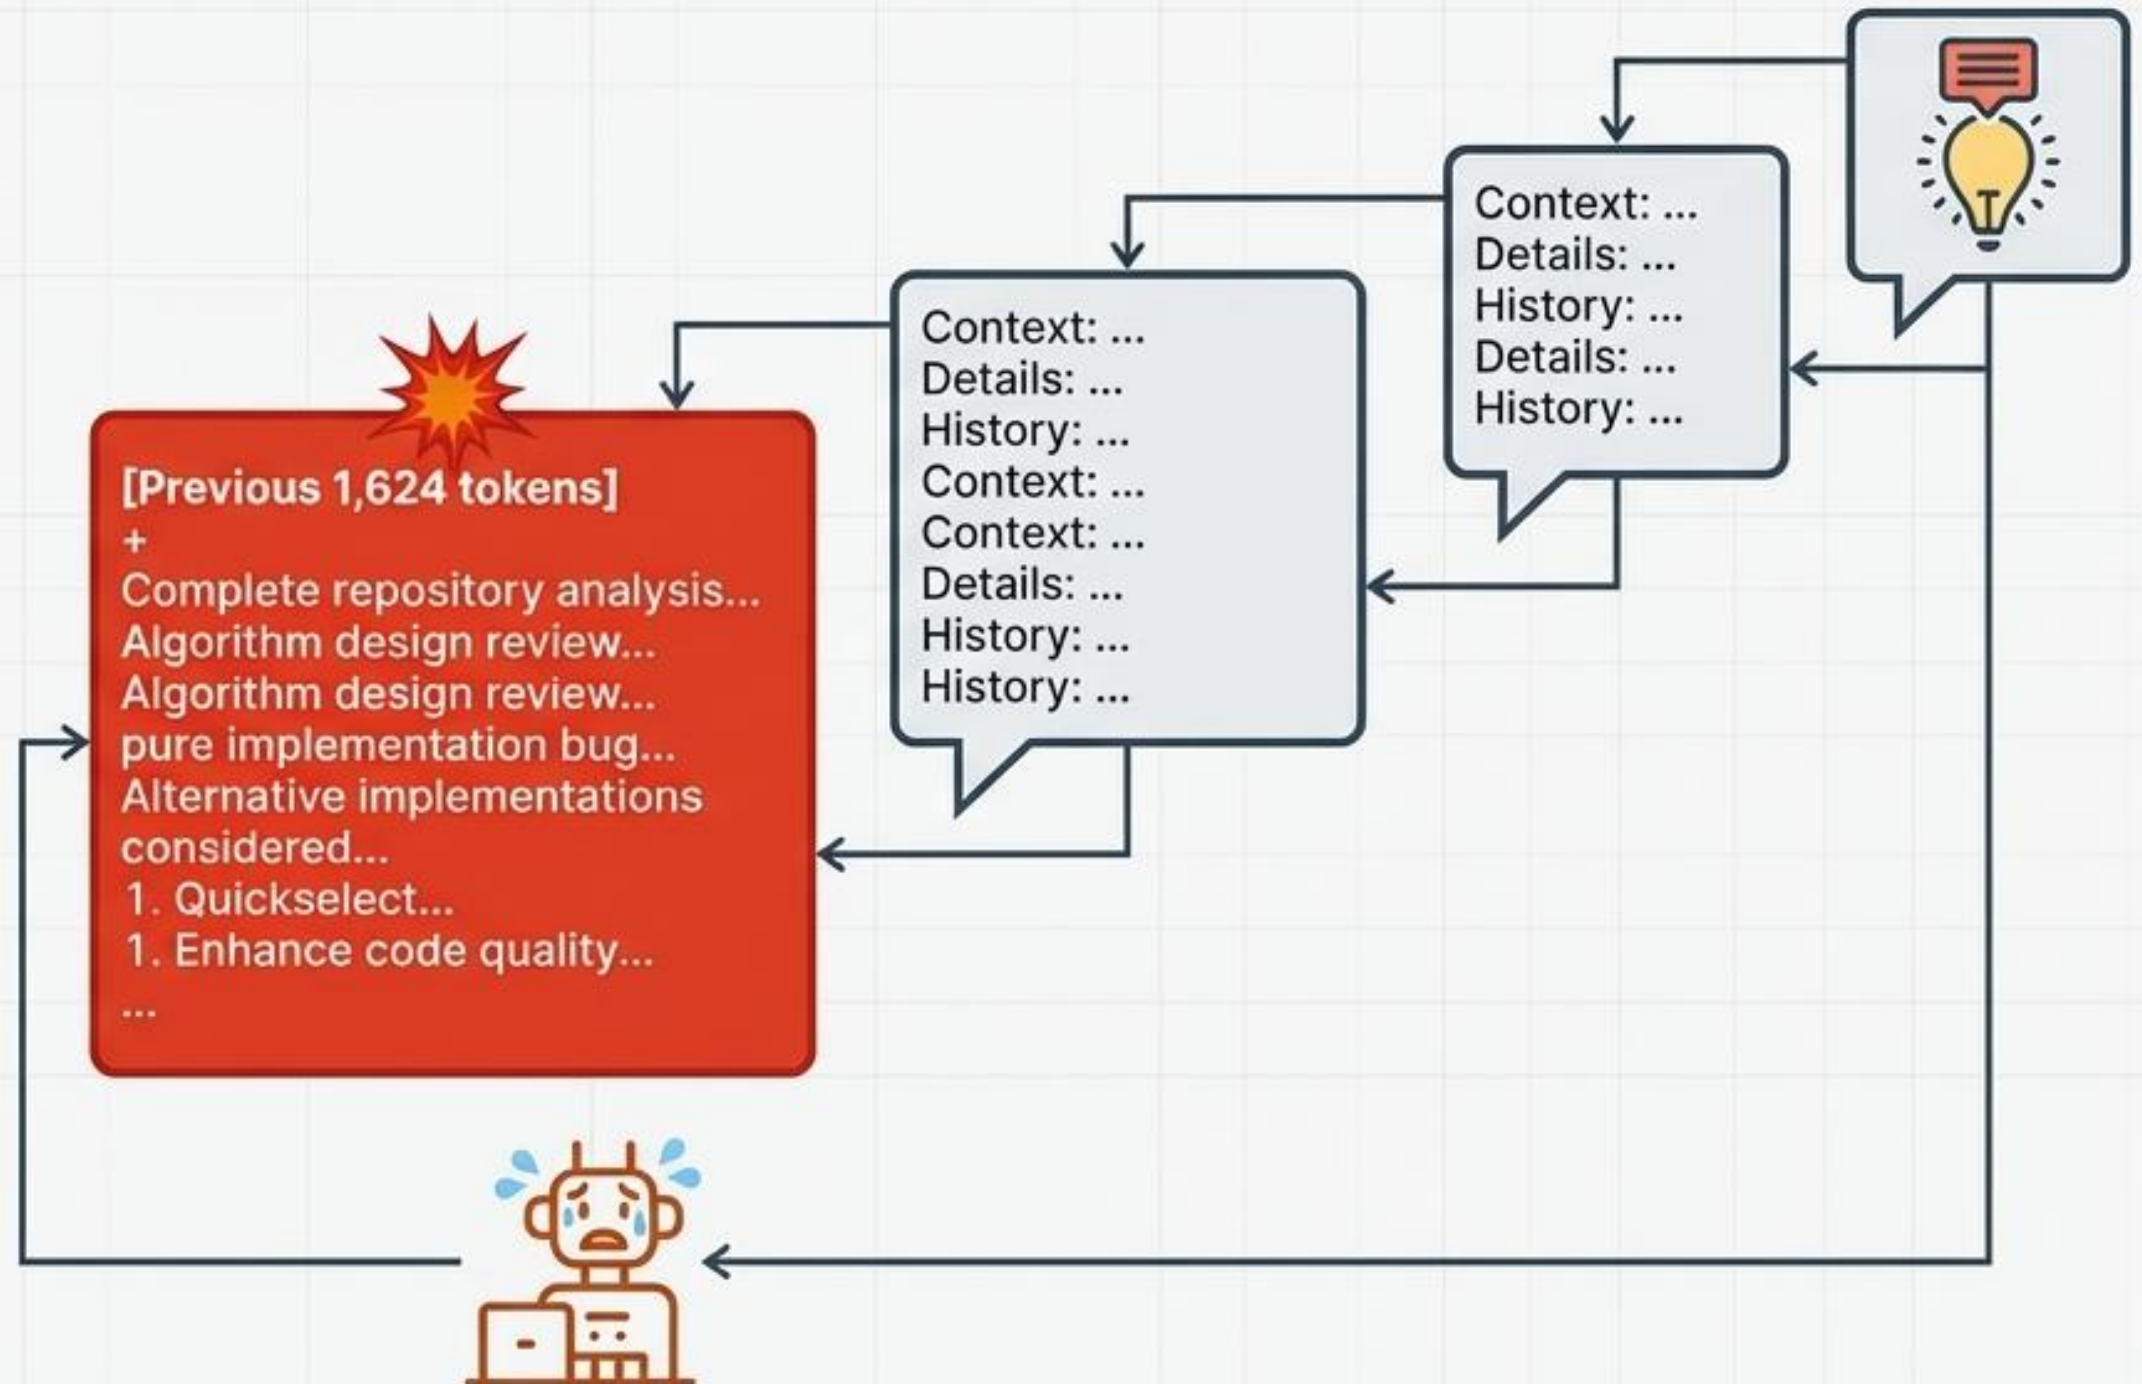 [Previous 1,624 tokens]
+
Complete repository analysis...
Algorithm design review...
Algorithm design review...
pure implementation bug...
Alternative implementations
considered...
1. Quickselect...
1. Enhance code quality...
...
Context: ...
Details: ...
History: ...
Context: ...
Context: ...
Details: ...
History: ...
History: ...
Context: ...
Details: ...
History: ...
Details: ...
History: ...